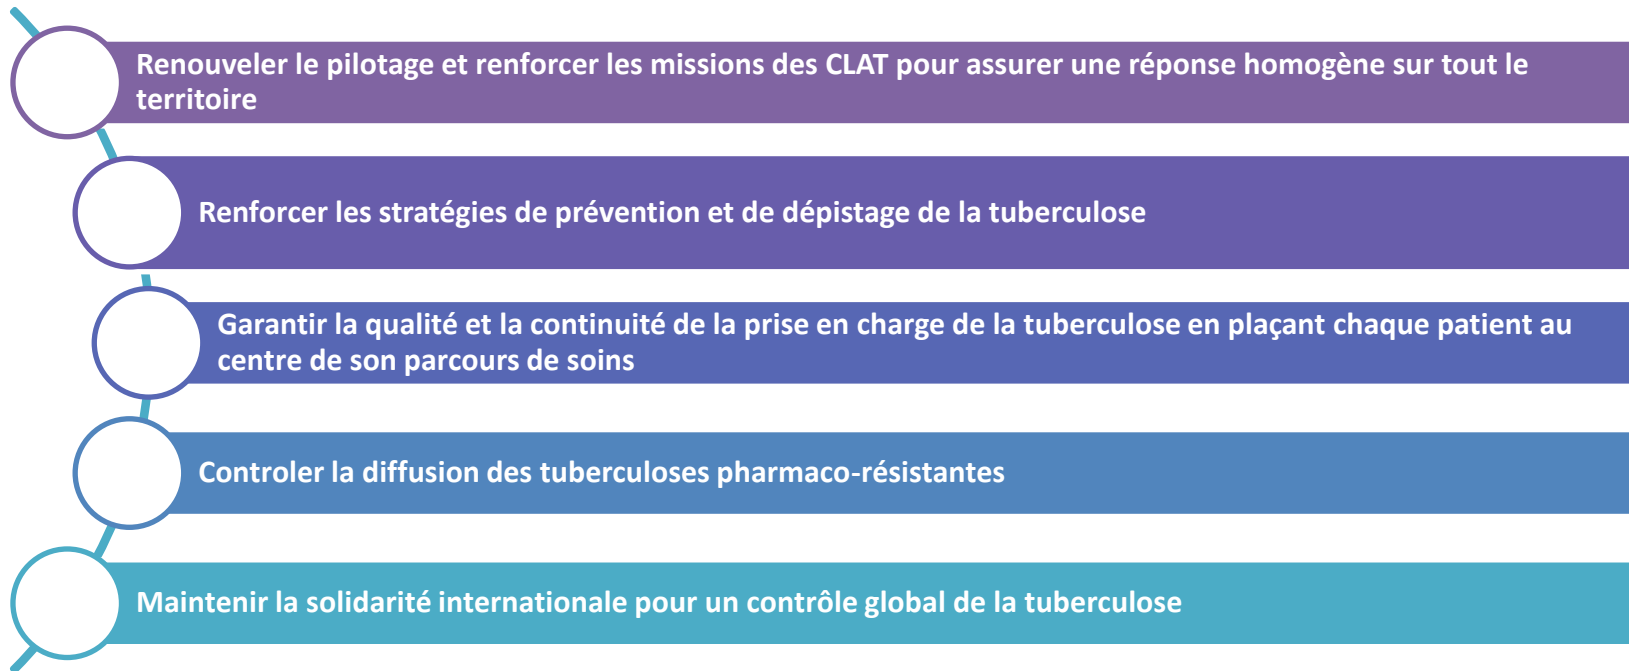 Renouveler le pilotage et renforcer les missions des CLAT pour assurer une réponse homogène sur tout le
territoire
Renforcer les stratégies de prévention et de dépistage de la tuberculose
Garantir la qualité et la continuité de la prise en charge de la tuberculose en plaçant chaque patient au
centre de son parcours de soins
Controler la diffusion des tuberculoses pharmaco-résistantes
Maintenir la solidarité internationale pour un contrôle global de la tuberculose